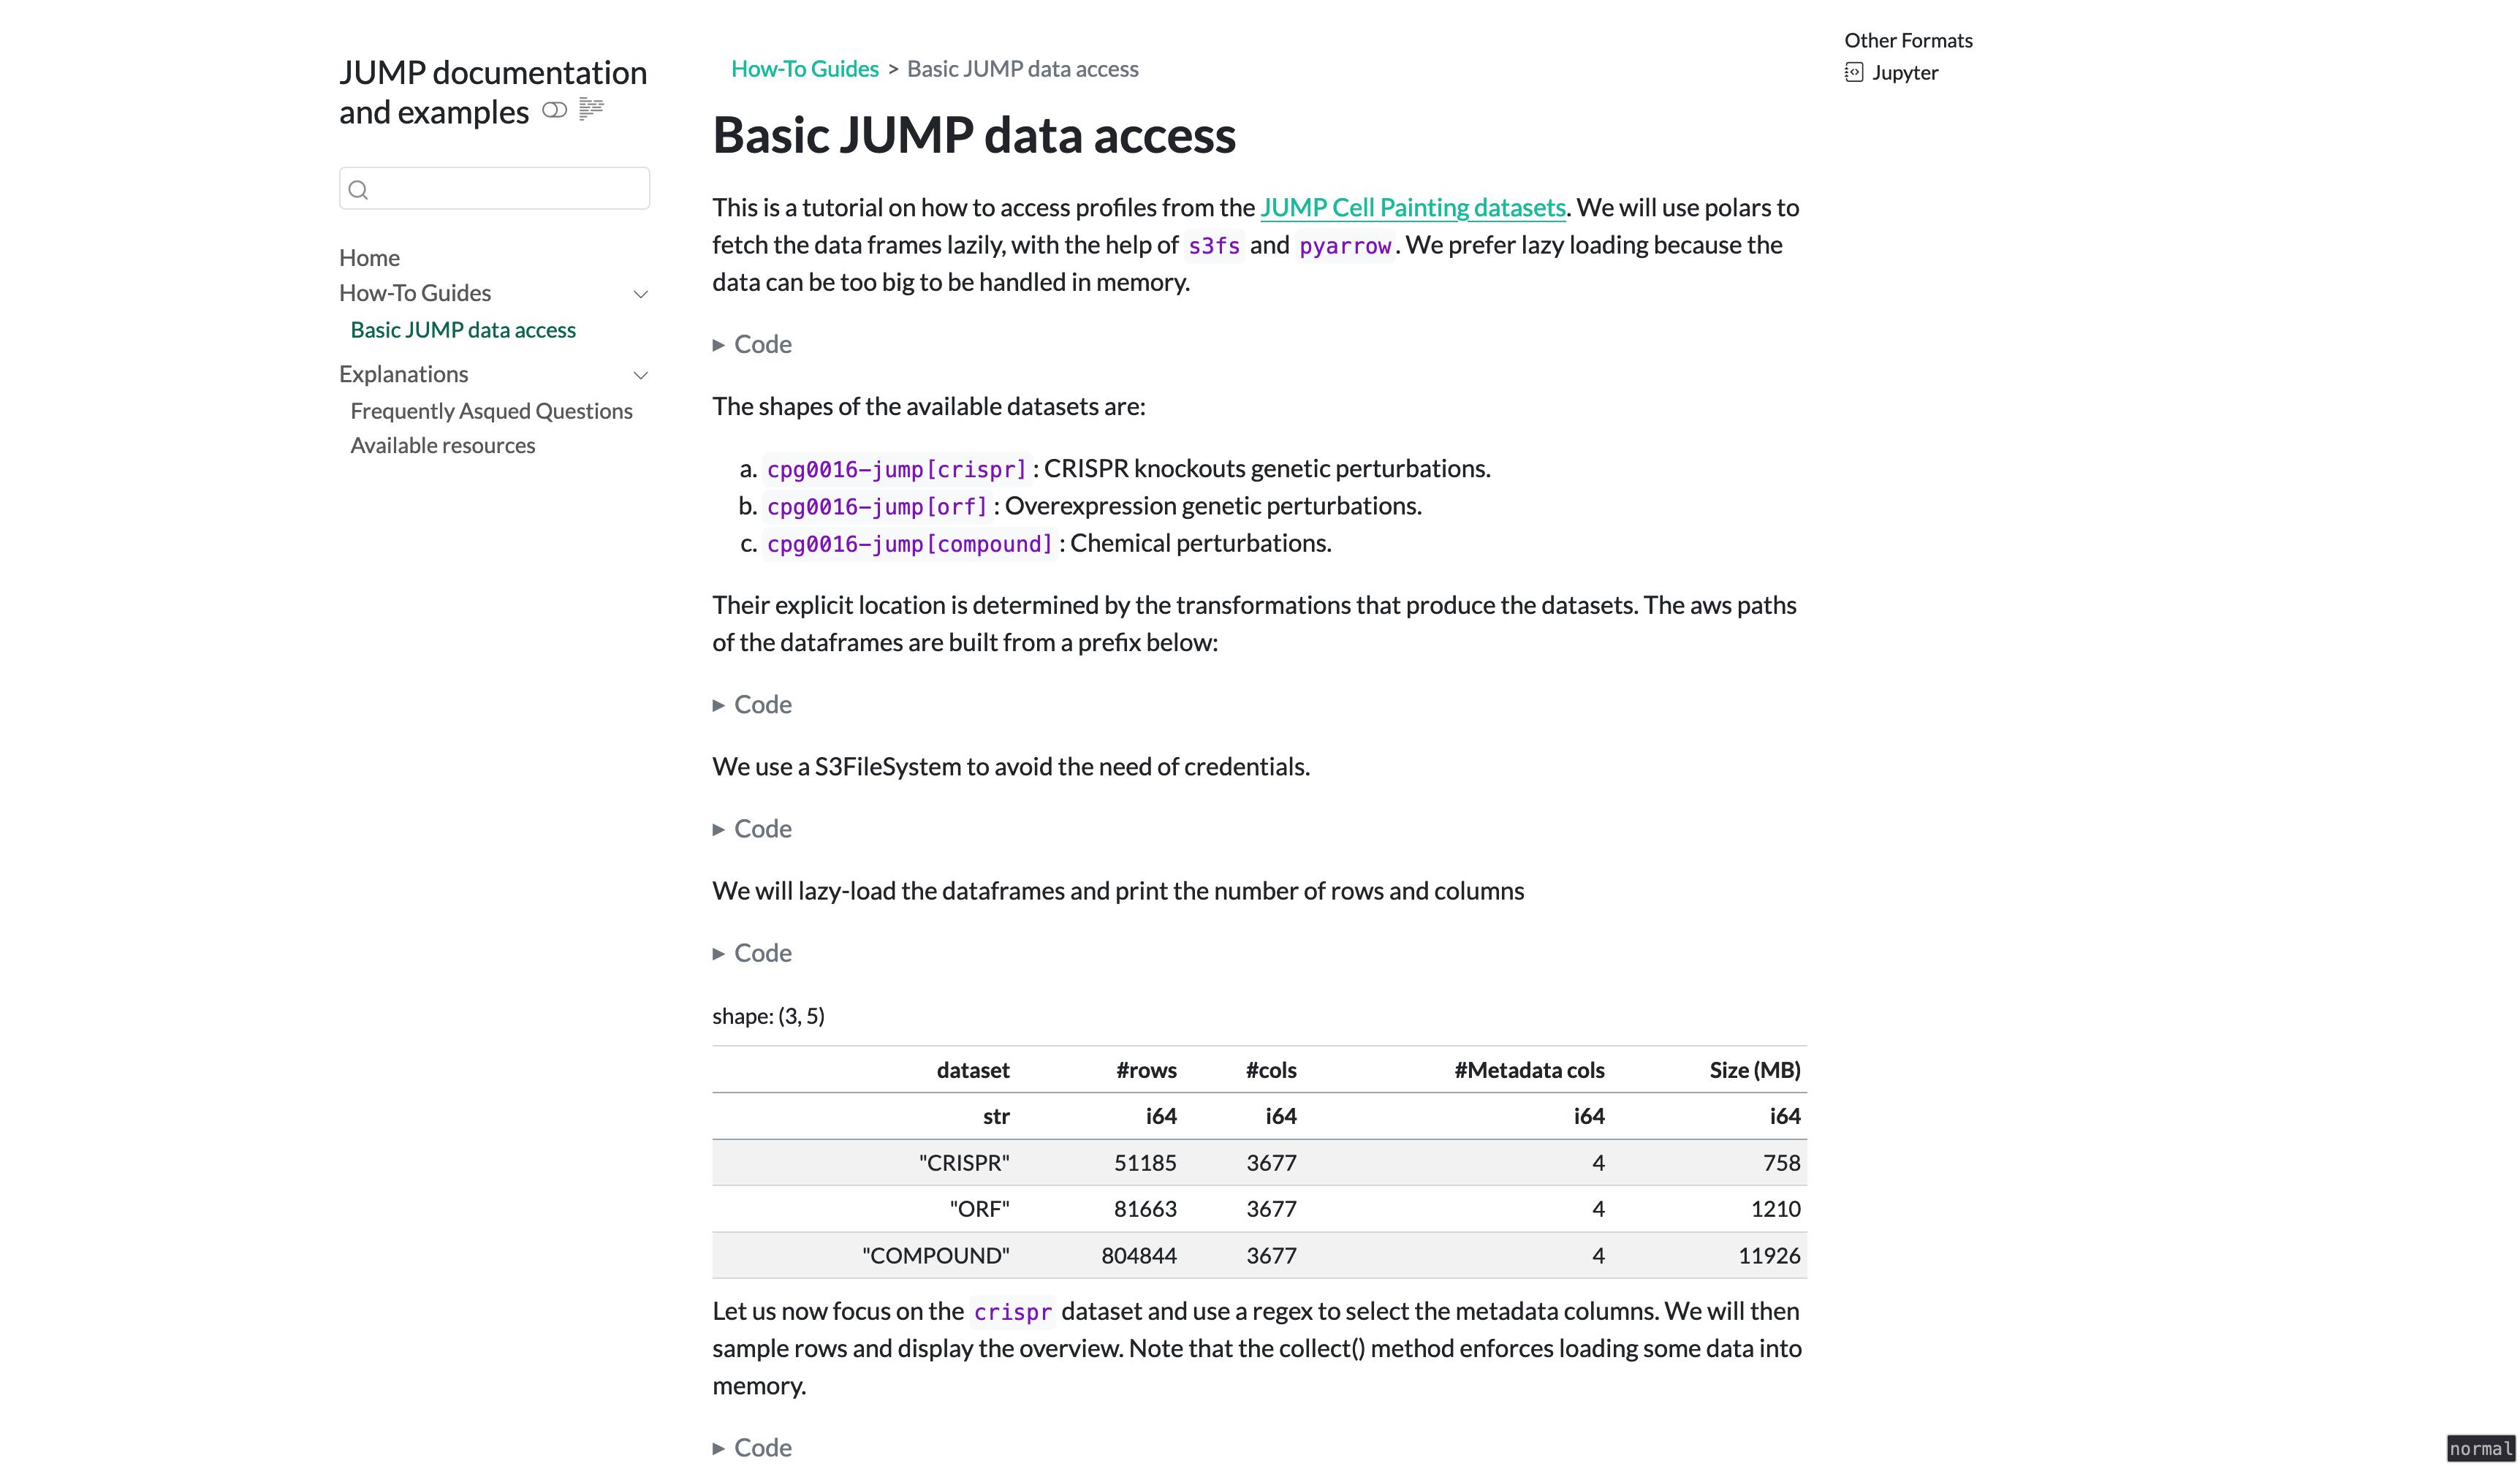 JUMP documentation
and examples
Home
How-To Guides
Basic JUMP data access
Explanations
Frequently Asqued Questions
Available resources
How-To Guides > Basic JUMP data access
Basic JUMP data access
This is a tutorial on how to access profiles from the JUMP Cell Painting datasets. We will use polars to
fetch the data frames lazily, with the help of s3fs and pyarrow. We prefer lazy loading because the
data can be too big to be handled in memory.
▶ Code
The shapes of the available datasets are:
a. cpg0016-jump[crispr]: CRISPR knockouts genetic perturbations.
b. cpg0016-jump[orf]: Overexpression genetic perturbations.
c. cpg0016-jump[compound]: Chemical perturbations.
Their explicit location is determined by the transformations that produce the datasets. The aws paths
of the dataframes are built from a prefix below:
▶ Code
We use a S3FileSystem to avoid the need of credentials.
▶ Code
We will lazy-load the dataframes and print the number of rows and columns
▶ Code
shape: (3, 5)
dataset #rows #cols #Metadata cols Size (MB)
str i64 i64 i64 i64
"CRISPR" 51185 3677 4 758
"ORF" 81663 3677 4 1210
"COMPOUND" 804844 3677 4 11926
Let us now focus on the crispr dataset and use a regex to select the metadata columns. We will then
sample rows and display the overview. Note that the collect() method enforces loading some data into
memory.
▶ Code
Other Formats
Jupyter
normal